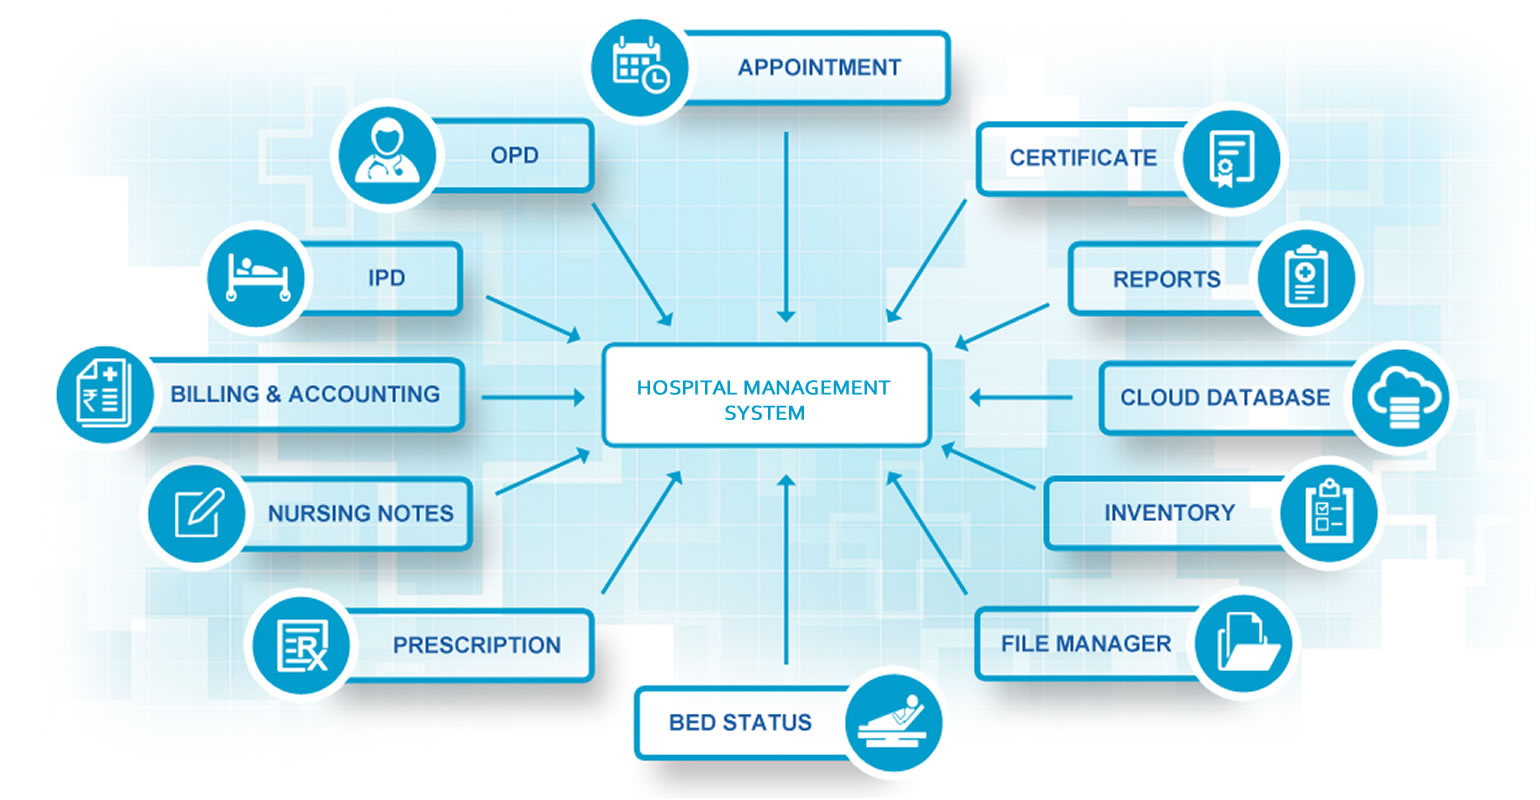 APPOINTMENT
OPD
CERTIFICATE
IPD
REPORTS
BILLING & ACCOUNTING
HOSPITAL MANAGEMENT
SYSTEM
CLOUD DATABASE
NURSING NOTES
INVENTORY
PRESCRIPTION
FILE MANAGER
BED STATUS
₹
Rx